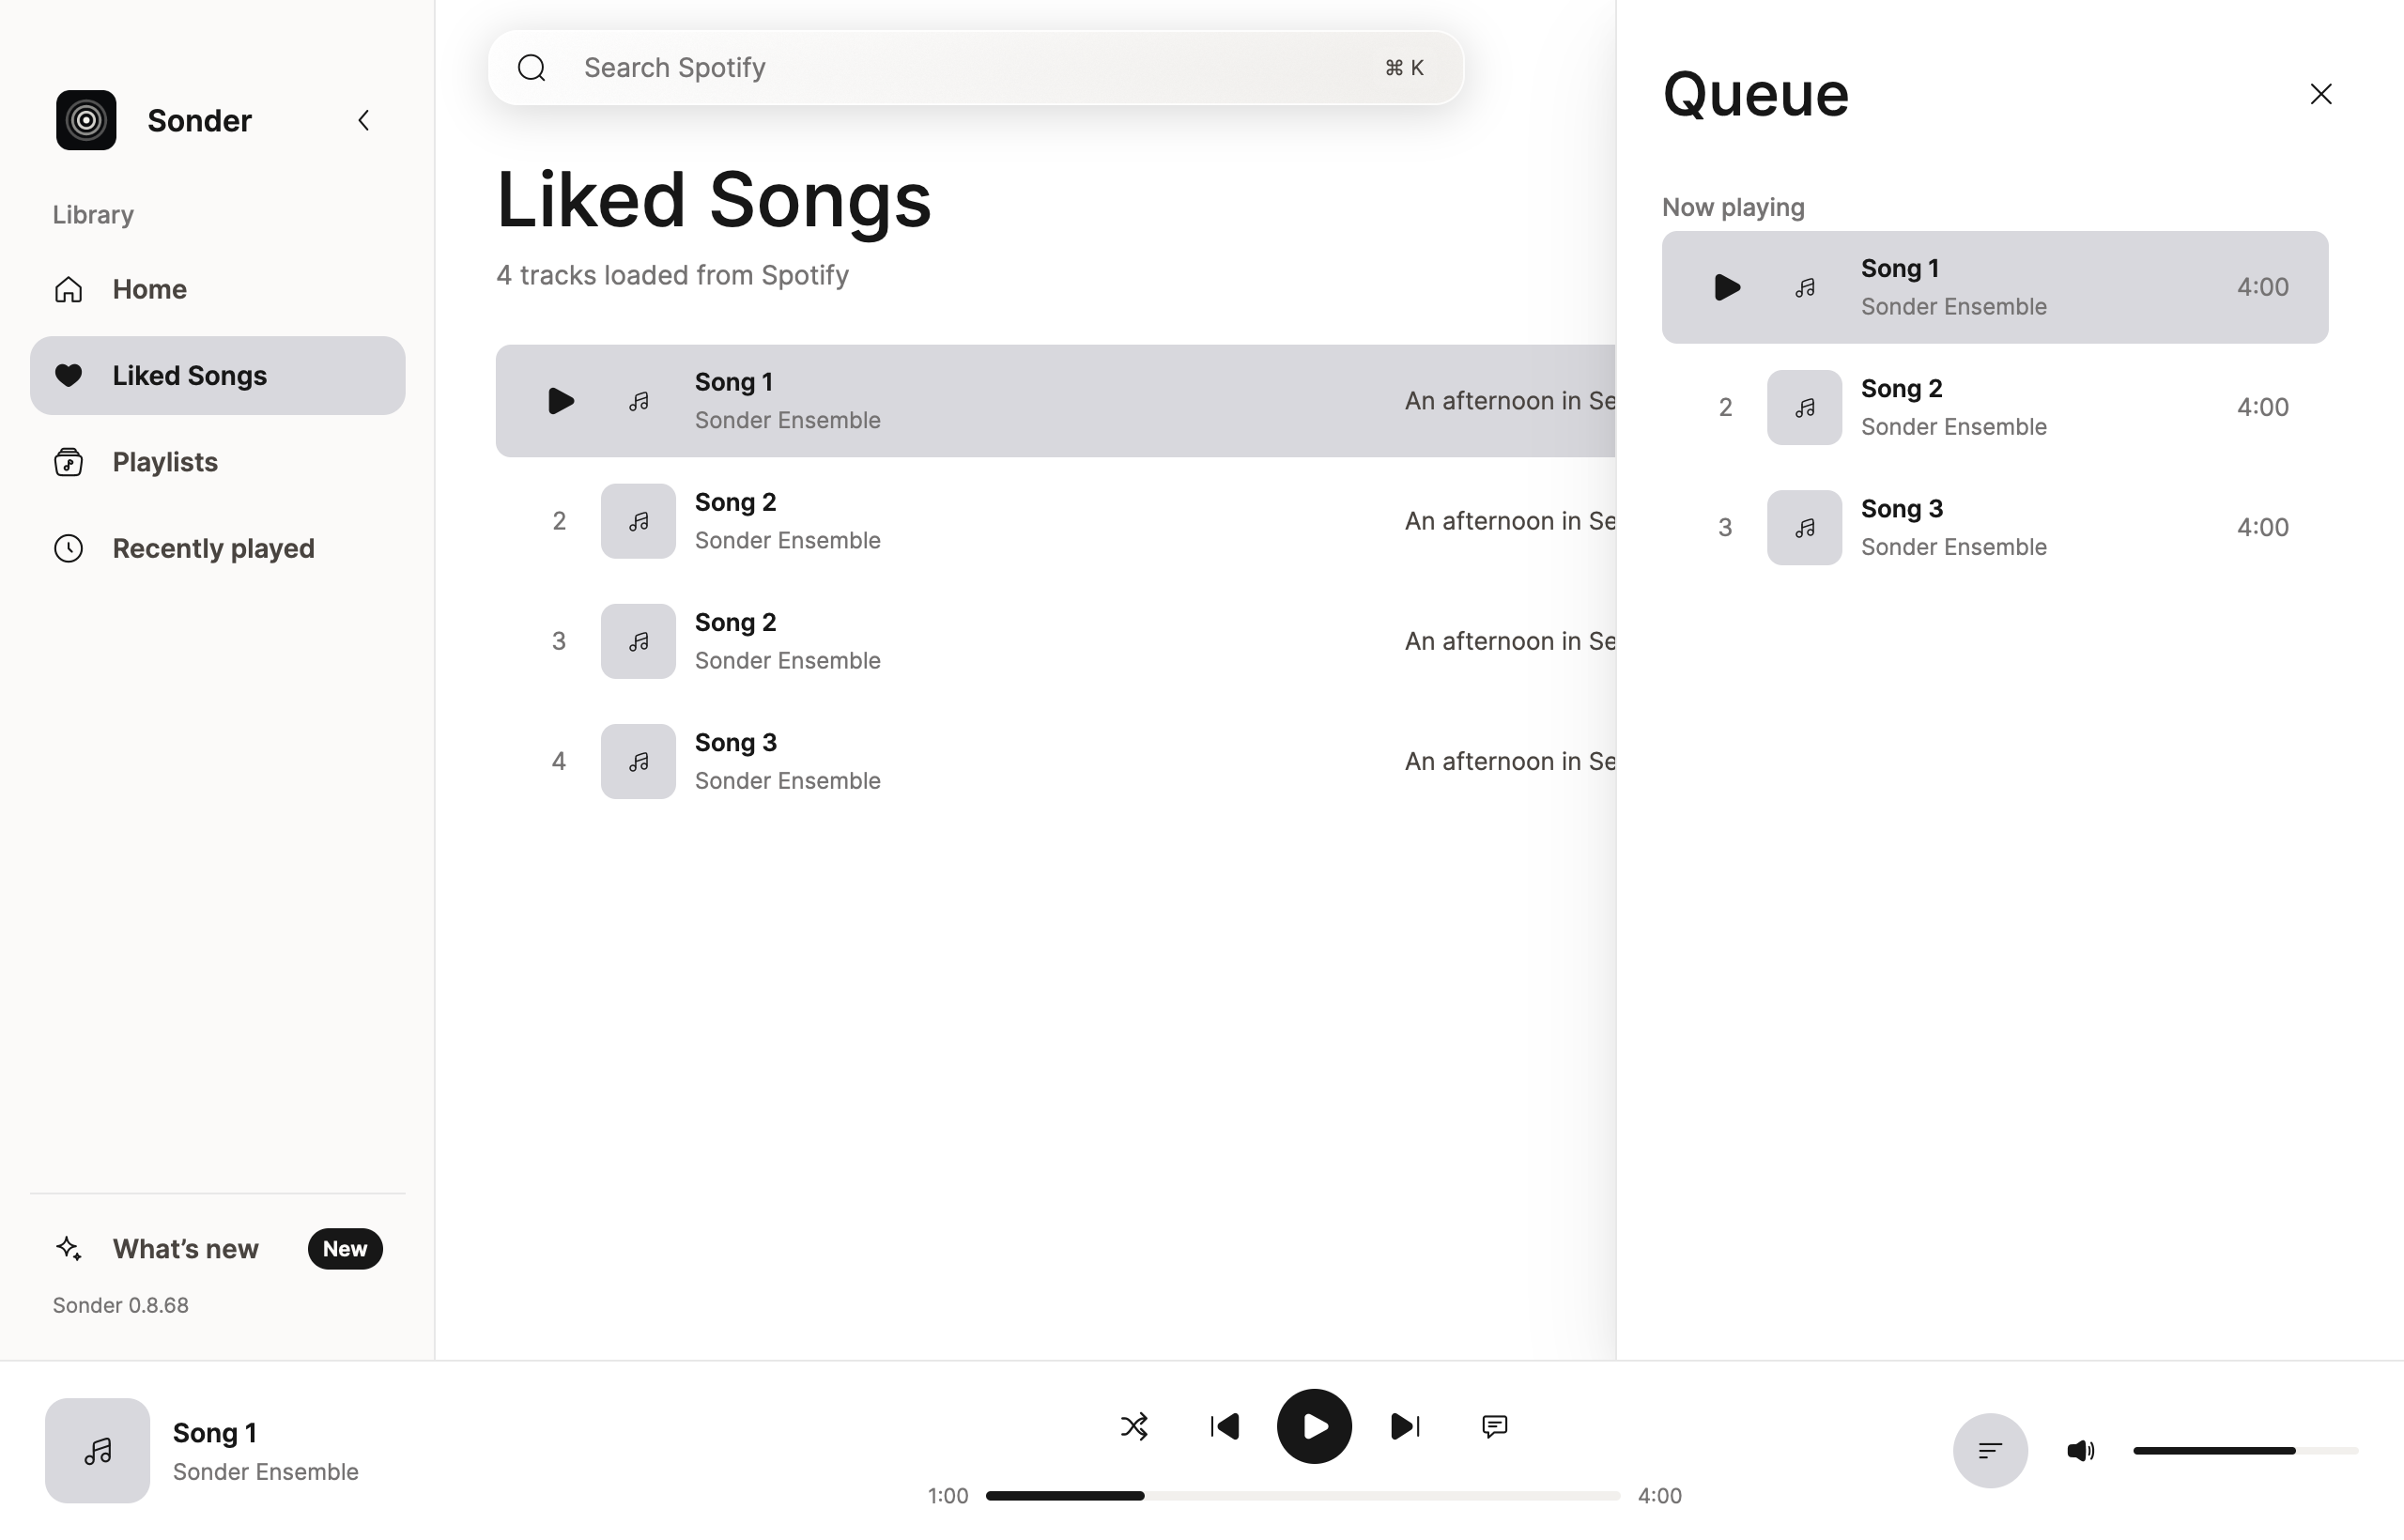 Sonder
Library
Home
Liked Songs
Playlists
Recently played
What’s new
New
Sonder 0.8.68
Search Spotify
⌘ K
Liked Songs
4 tracks loaded from Spotify
Song 1
Sonder Ensemble
An afternoon in Se
2
Song 2
Sonder Ensemble
An afternoon in Se
3
Song 2
Sonder Ensemble
An afternoon in Se
4
Song 3
Sonder Ensemble
An afternoon in Se
Queue
Now playing
Song 1
Sonder Ensemble
4:00
2
Song 2
Sonder Ensemble
4:00
3
Song 3
Sonder Ensemble
4:00
Song 1
Sonder Ensemble
1:00
4:00